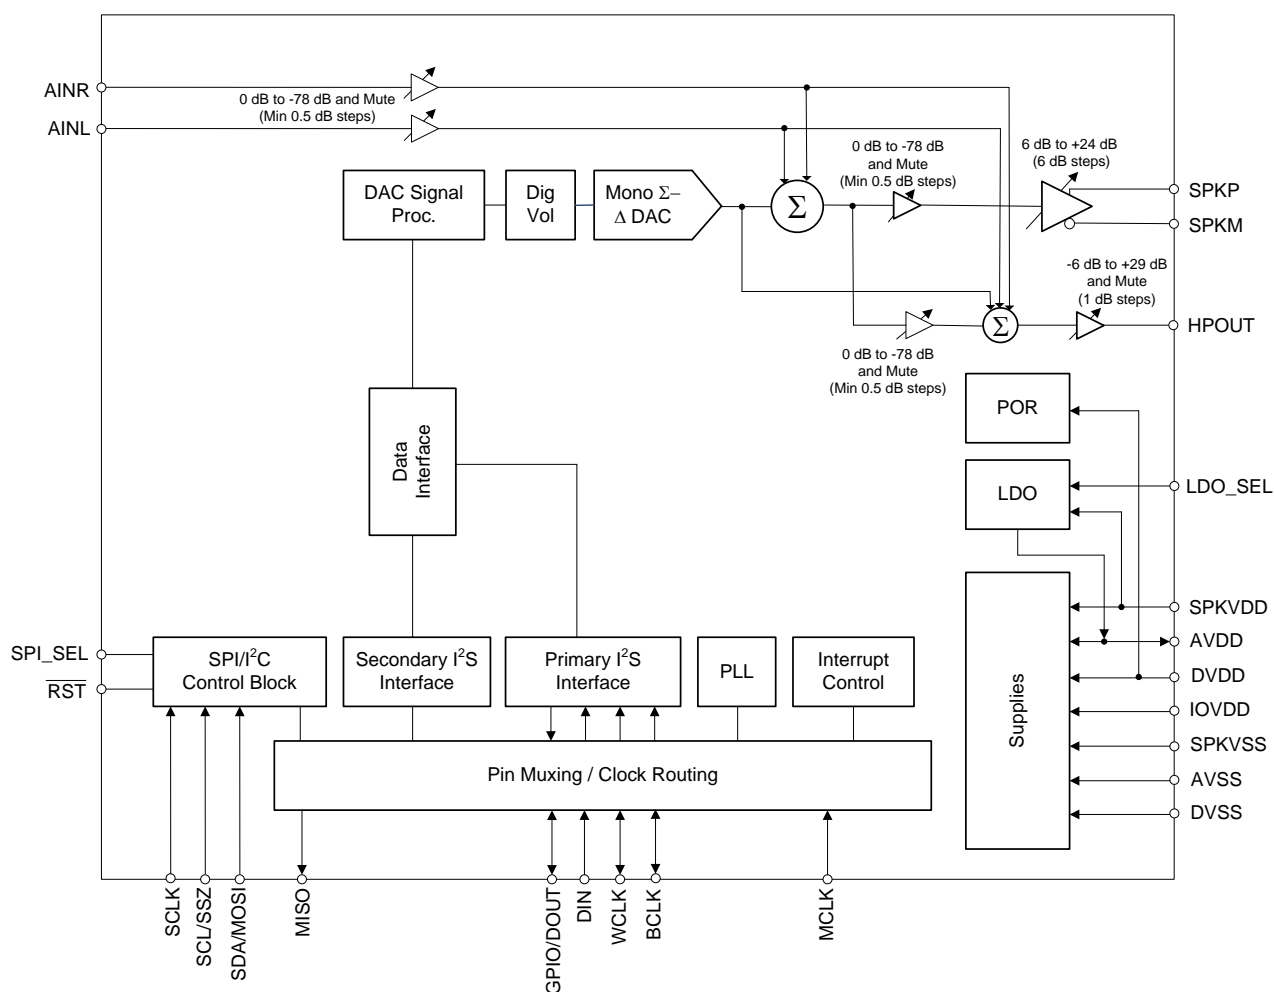 AINR
0 dB to -78 dB and Mute
(Min 0.5 dB steps)
AINL
0 dB to -78 dB
and Mute
(Min 0.5 dB steps)
6 dB to +24 dB
(6 dB steps)
DAC Signal
Proc.
Dig
Vol
Mono Σ–
Δ DAC
Σ
SPKP
SPKM
-6 dB to +29 dB
and Mute
(1 dB steps)
Σ
HPOUT
0 dB to -78 dB
and Mute
(Min 0.5 dB steps)
POR
Data
Interface
LDO
LDO_SEL
Supplies
SPKVDD
AVDD
DVDD
IOVDD
SPKVSS
AVSS
DVSS
SPI_SEL
RST
SPI/I²C
Control Block
Secondary I²S
Interface
Primary I²S
Interface
PLL
Interrupt
Control
Pin Muxing / Clock Routing
SCLK
SCL/SSZ
SDA/MOSI
MISO
GPIO/DOUT
DIN
WCLK
BCLK
MCLK